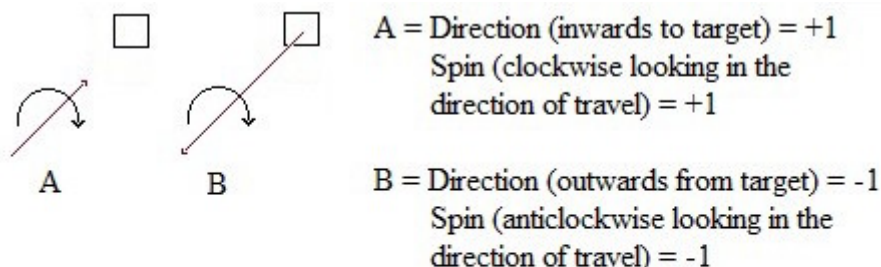 A = Direction (inwards to target) = +1
Spin (clockwise looking in the
direction of travel) = +1
A
B
B = Direction (outwards from target) = -1
Spin (anticlockwise looking in the
direction of travel) = -1